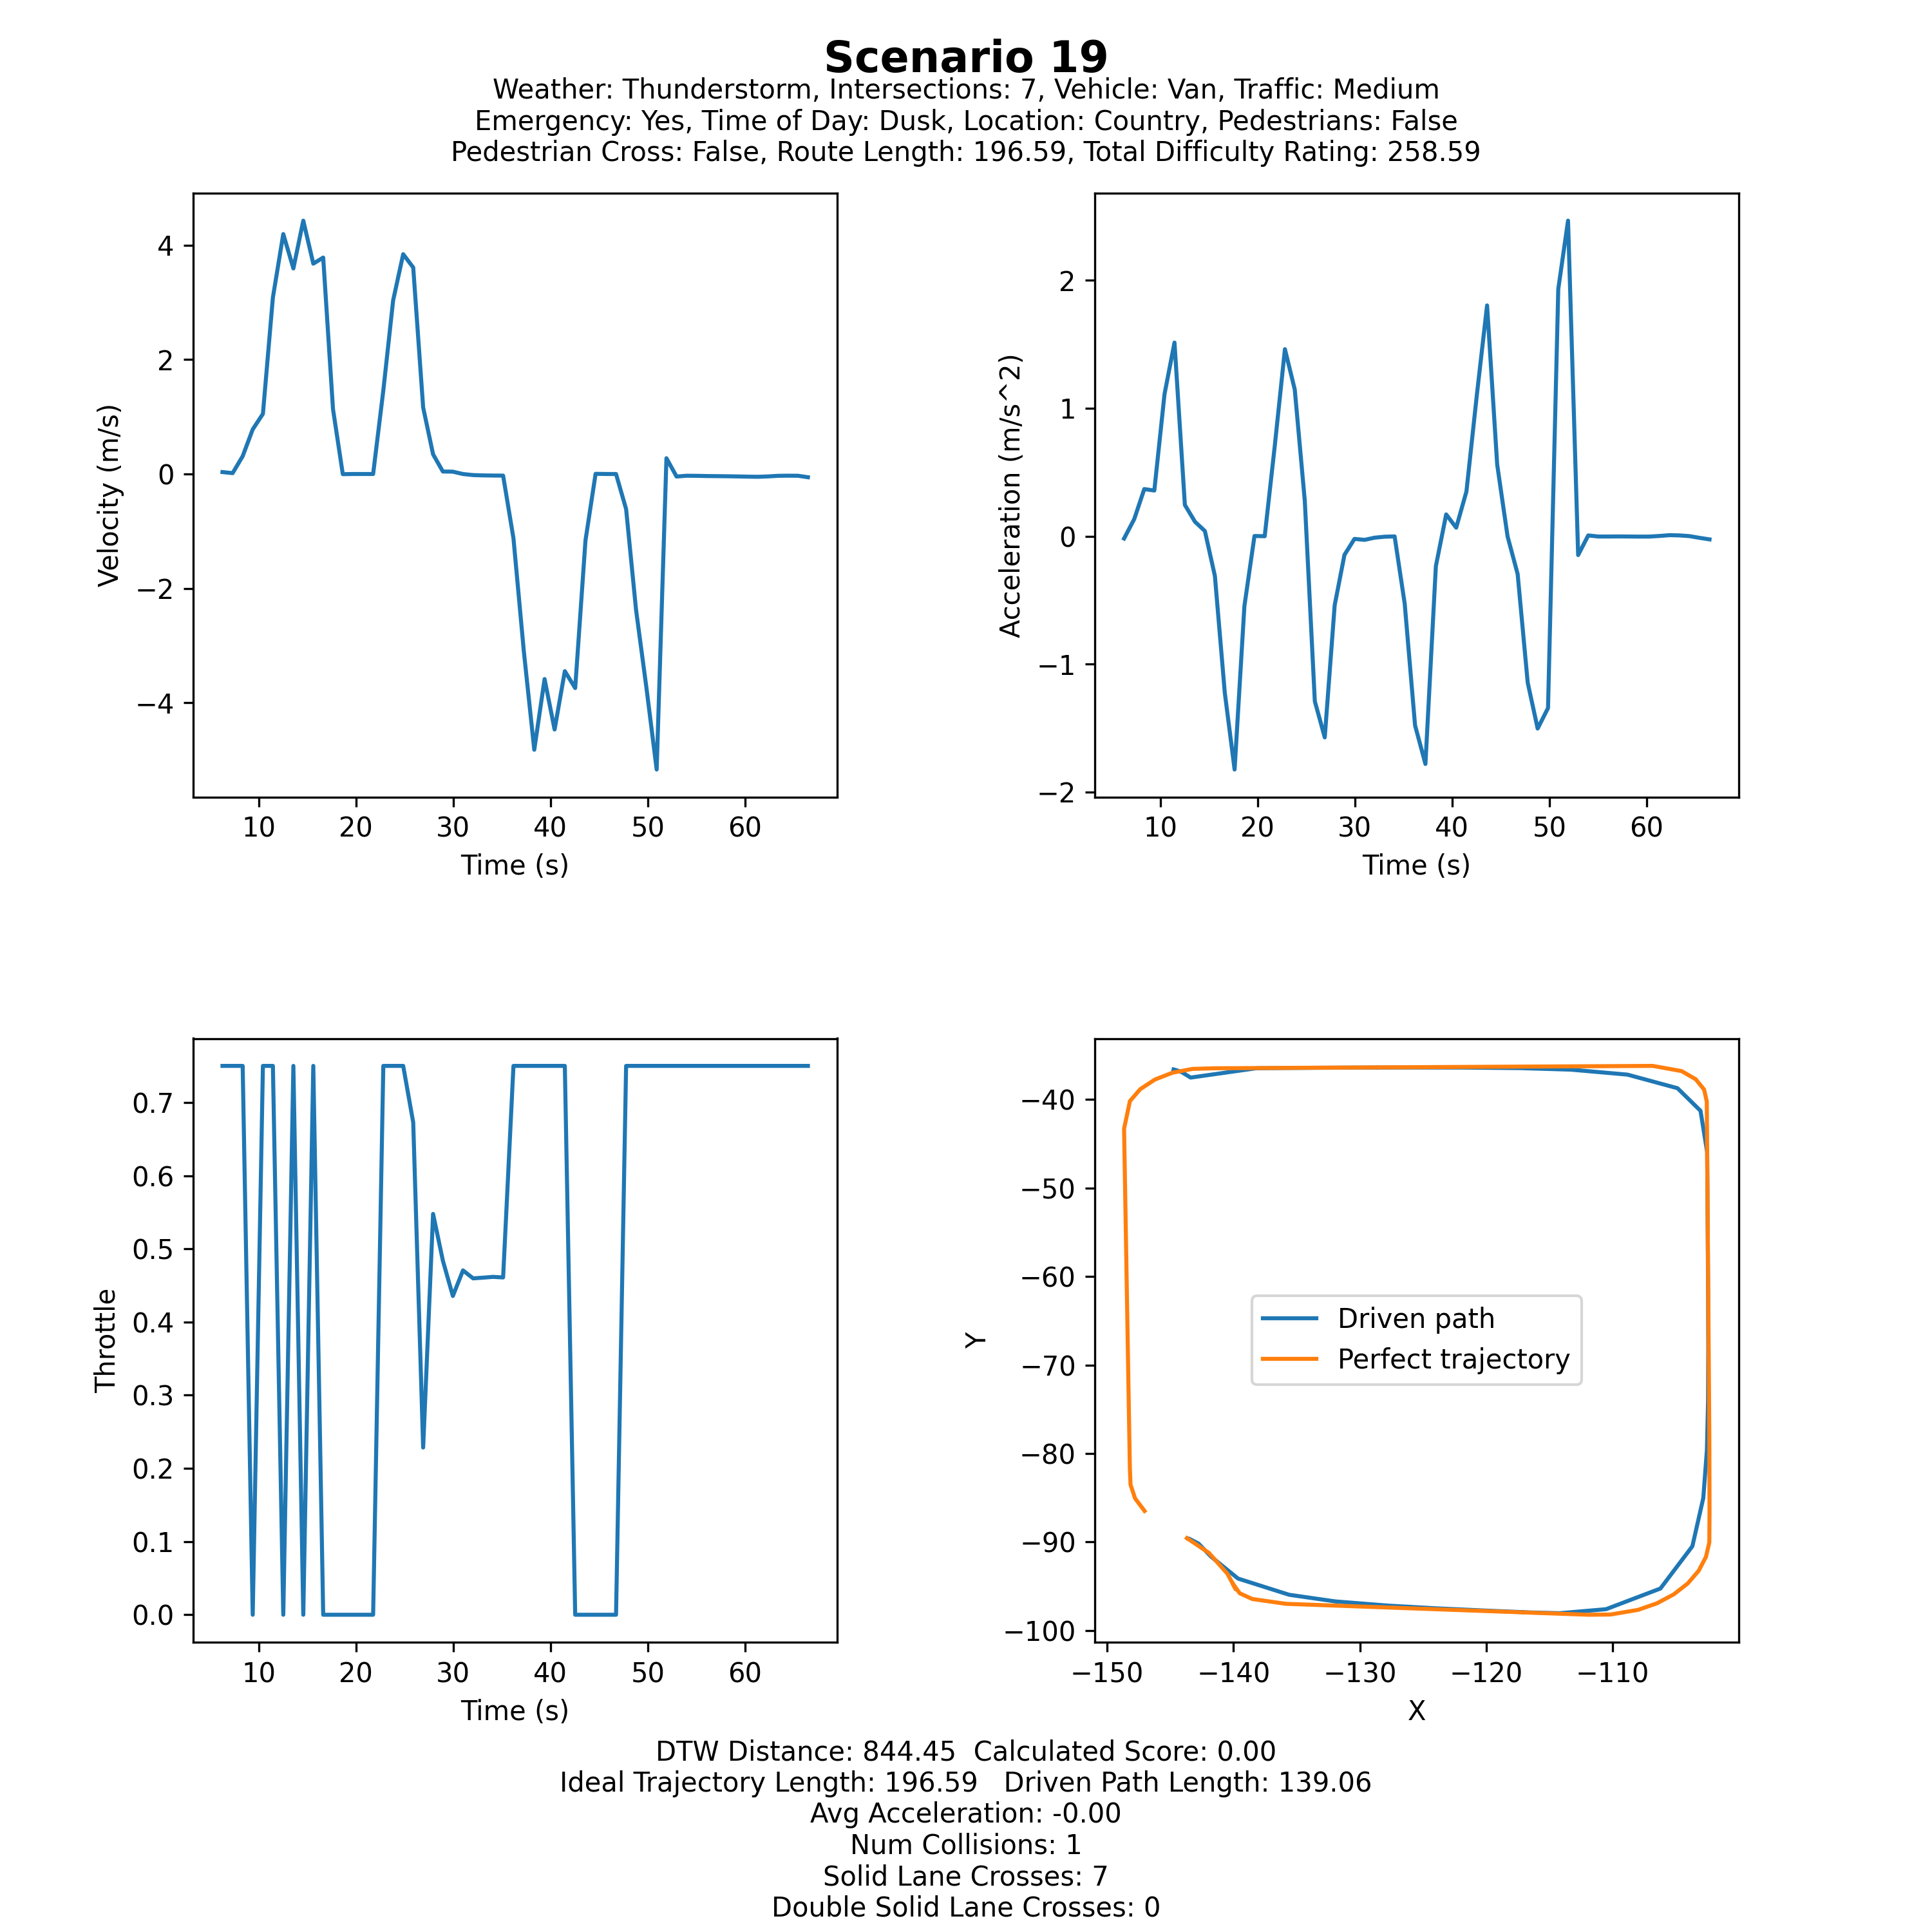 Scenario 19
Weather: Thunderstorm, Intersections: 7, Vehicle: Van, Traffic: Medium
Emergency: Yes, Time of Day: Dusk, Location: Country, Pedestrians: False
Pedestrian Cross: False, Route Length: 196.59, Total Difficulty Rating: 258.59
Velocity (m/s)
4
2
0
−2
−4
10 20 30 40 50 60
Time (s)
Acceleration (m/s^2)
2
1
0
−1
−2
10 20 30 40 50 60
Time (s)
Throttle
0.7
0.6
0.5
0.4
0.3
0.2
0.1
0.0
10 20 30 40 50 60
Time (s)
Y
−40
−50
−60
−70
−80
−90
−100
Driven path
Perfect trajectory
−150 −140 −130 −120 −110
X
DTW Distance: 844.45 Calculated Score: 0.00
Ideal Trajectory Length: 196.59 Driven Path Length: 139.06
Avg Acceleration: -0.00
Num Collisions: 1
Solid Lane Crosses: 7
Double Solid Lane Crosses: 0